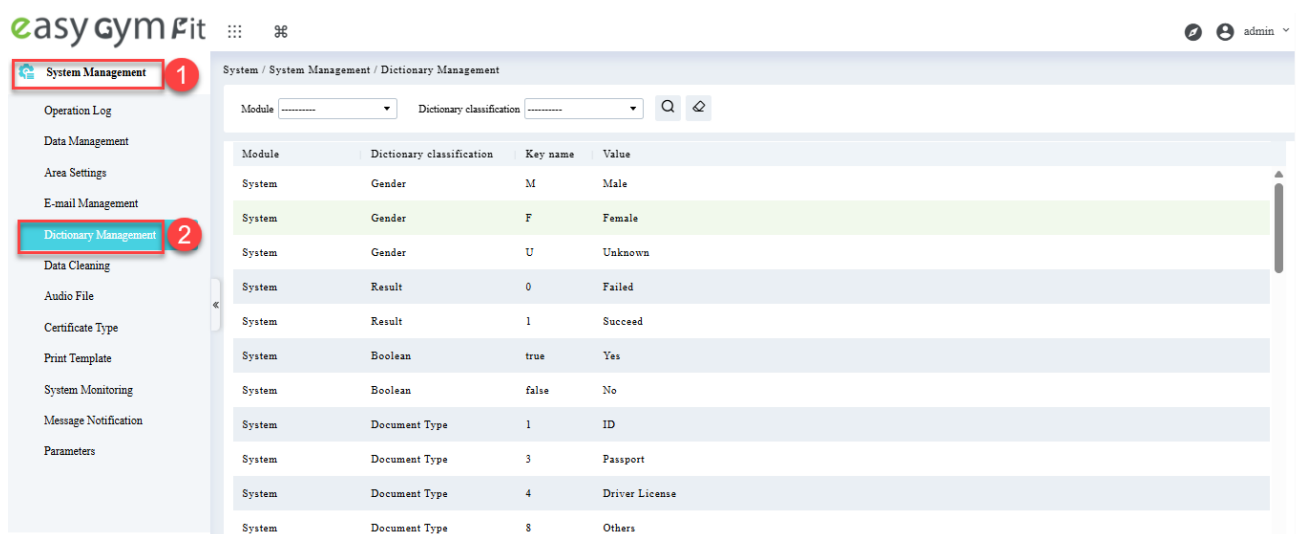 easy Gym Fit
admin
System Management 1
System / System Management / Dictionary Management
Operation Log
Data Management
Area Settings
E-mail Management
Dictionary Management 2
Data Cleaning
Audio File
Certificate Type
Print Template
System Monitoring
Message Notification
Parameters
Module ---------- Dictionary classification ----------
Module Dictionary classification Key name Value
System Gender M Male
System Gender F Female
System Gender U Unknown
System Result 0 Failed
System Result 1 Succeed
System Boolean true Yes
System Boolean false No
System Document Type 1 ID
System Document Type 3 Passport
System Document Type 4 Driver License
System Document Type 8 Others